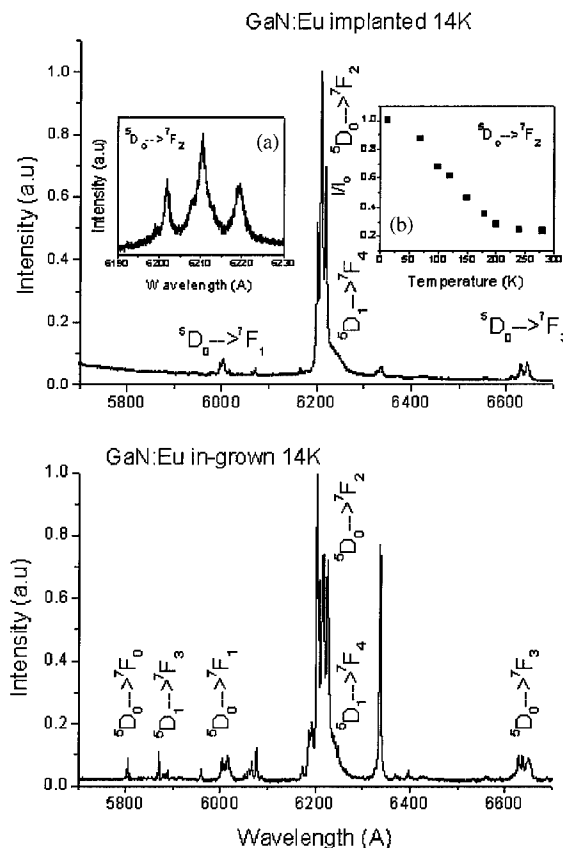 GaN:Eu implanted 14K
Intensity (a.u)
1.0
0.8
0.6
0.4
0.2
0.0
5800
6000
6200
6400
6600
⁵D₀-->⁷F₁
⁵D₀-->⁷F₂
⁵D₁-->⁷F₄
⁵D₀-->⁷F₃
(a)
⁵D₀-->⁷F₂
Intensity (a.u)
6190
6200
6210
6220
6230
Wavelength (A)
(b)
⁵D₀-->⁷F₂
I/I₀
1.0
0.8
0.6
0.4
0.2
0
50
100
150
200
250
300
Temperature (K)
GaN:Eu in-grown 14K
Intensity (a.u)
1.0
0.8
0.6
0.4
0.2
0.0
⁵D₀-->⁷F₀
⁵D₁-->⁷F₃
⁵D₀-->⁷F₁
⁵D₀-->⁷F₂
⁵D₁-->⁷F₄
⁵D₀-->⁷F₃
5800
6000
6200
6400
6600
Wavelength (A)